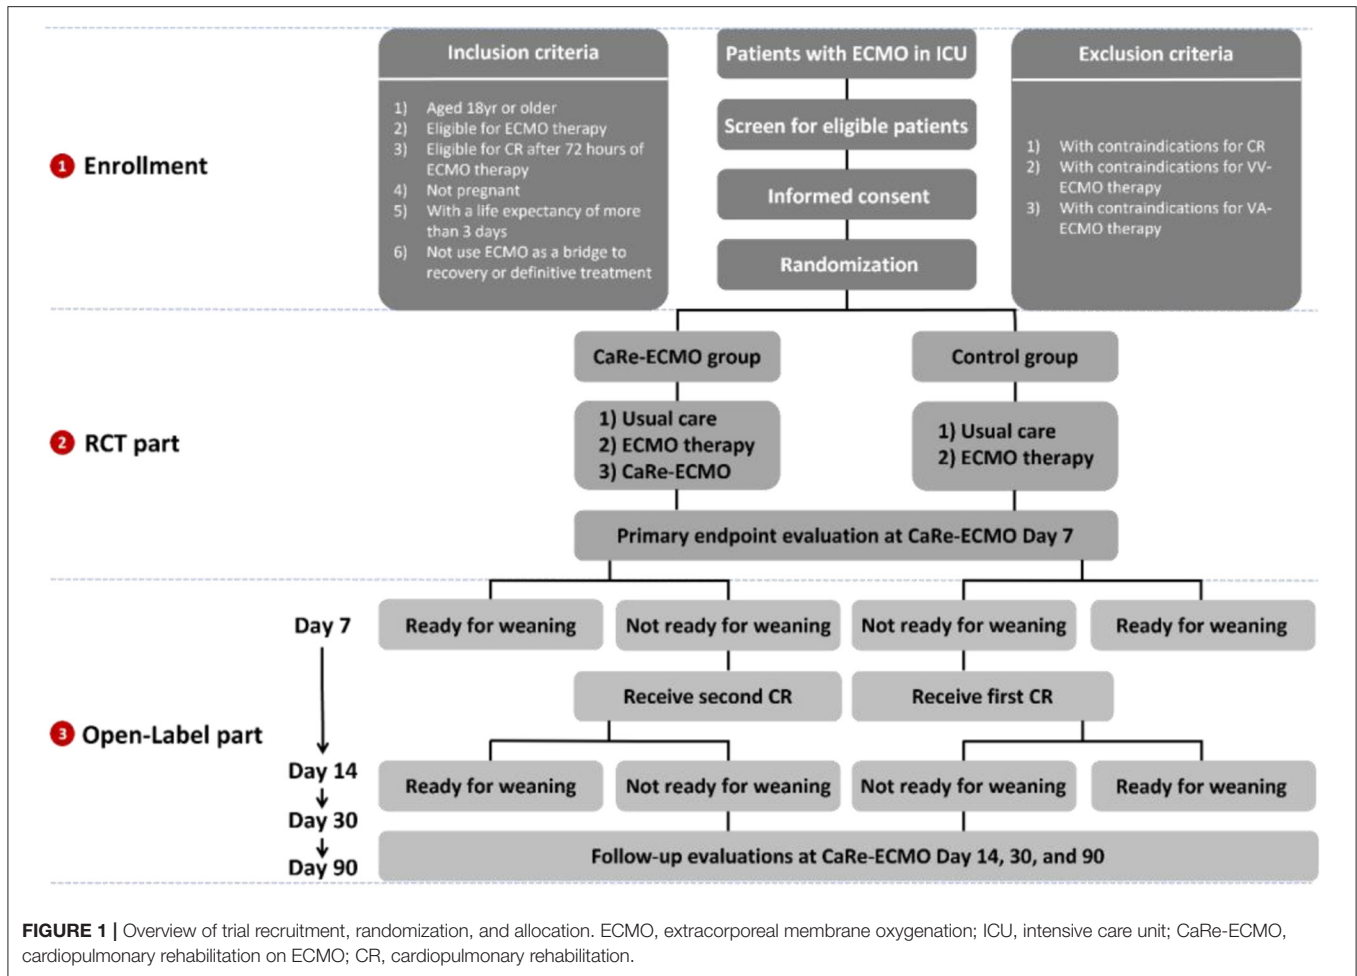 Inclusion criteria
1) Aged 18yr or older
2) Eligible for ECMO therapy
3) Eligible for CR after 72 hours of
ECMO therapy
4) Not pregnant
5) With a life expectancy of more
than 3 days
6) Not use ECMO as a bridge to
recovery or definitive treatment
Patients with ECMO in ICU
Screen for eligible patients
Informed consent
Randomization
Exclusion criteria
1) With contraindications for CR
2) With contraindications for VV-
ECMO therapy
3) With contraindications for VA-
ECMO therapy
1 Enrollment
CaRe-ECMO group
Control group
2 RCT part
1) Usual care
2) ECMO therapy
3) CaRe-ECMO
1) Usual care
2) ECMO therapy
Primary endpoint evaluation at CaRe-ECMO Day 7
Day 7
Ready for weaning
Not ready for weaning
Not ready for weaning
Ready for weaning
Receive second CR
Receive first CR
3 Open-Label part
Day 14
Ready for weaning
Not ready for weaning
Not ready for weaning
Ready for weaning
Day 30
Day 90
Follow-up evaluations at CaRe-ECMO Day 14, 30, and 90
FIGURE 1 | Overview of trial recruitment, randomization, and allocation. ECMO, extracorporeal membrane oxygenation; ICU, intensive care unit; CaRe-ECMO,
cardiopulmonary rehabilitation on ECMO; CR, cardiopulmonary rehabilitation.